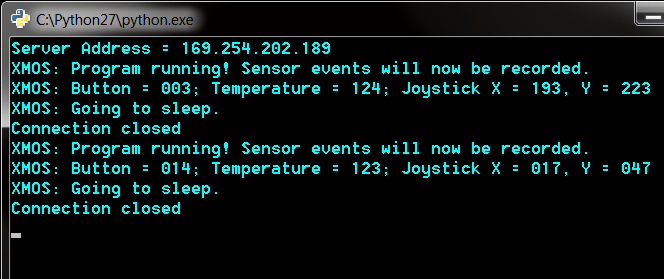 C:\Python27\python.exe
Server Address = 169.254.202.189
XMOS: Program running! Sensor events will now be recorded.
XMOS: Button = 003; Temperature = 124; Joystick X = 193, Y = 223
XMOS: Going to sleep.
Connection closed
XMOS: Program running! Sensor events will now be recorded.
XMOS: Button = 014; Temperature = 123; Joystick X = 017, Y = 047
XMOS: Going to sleep.
Connection closed